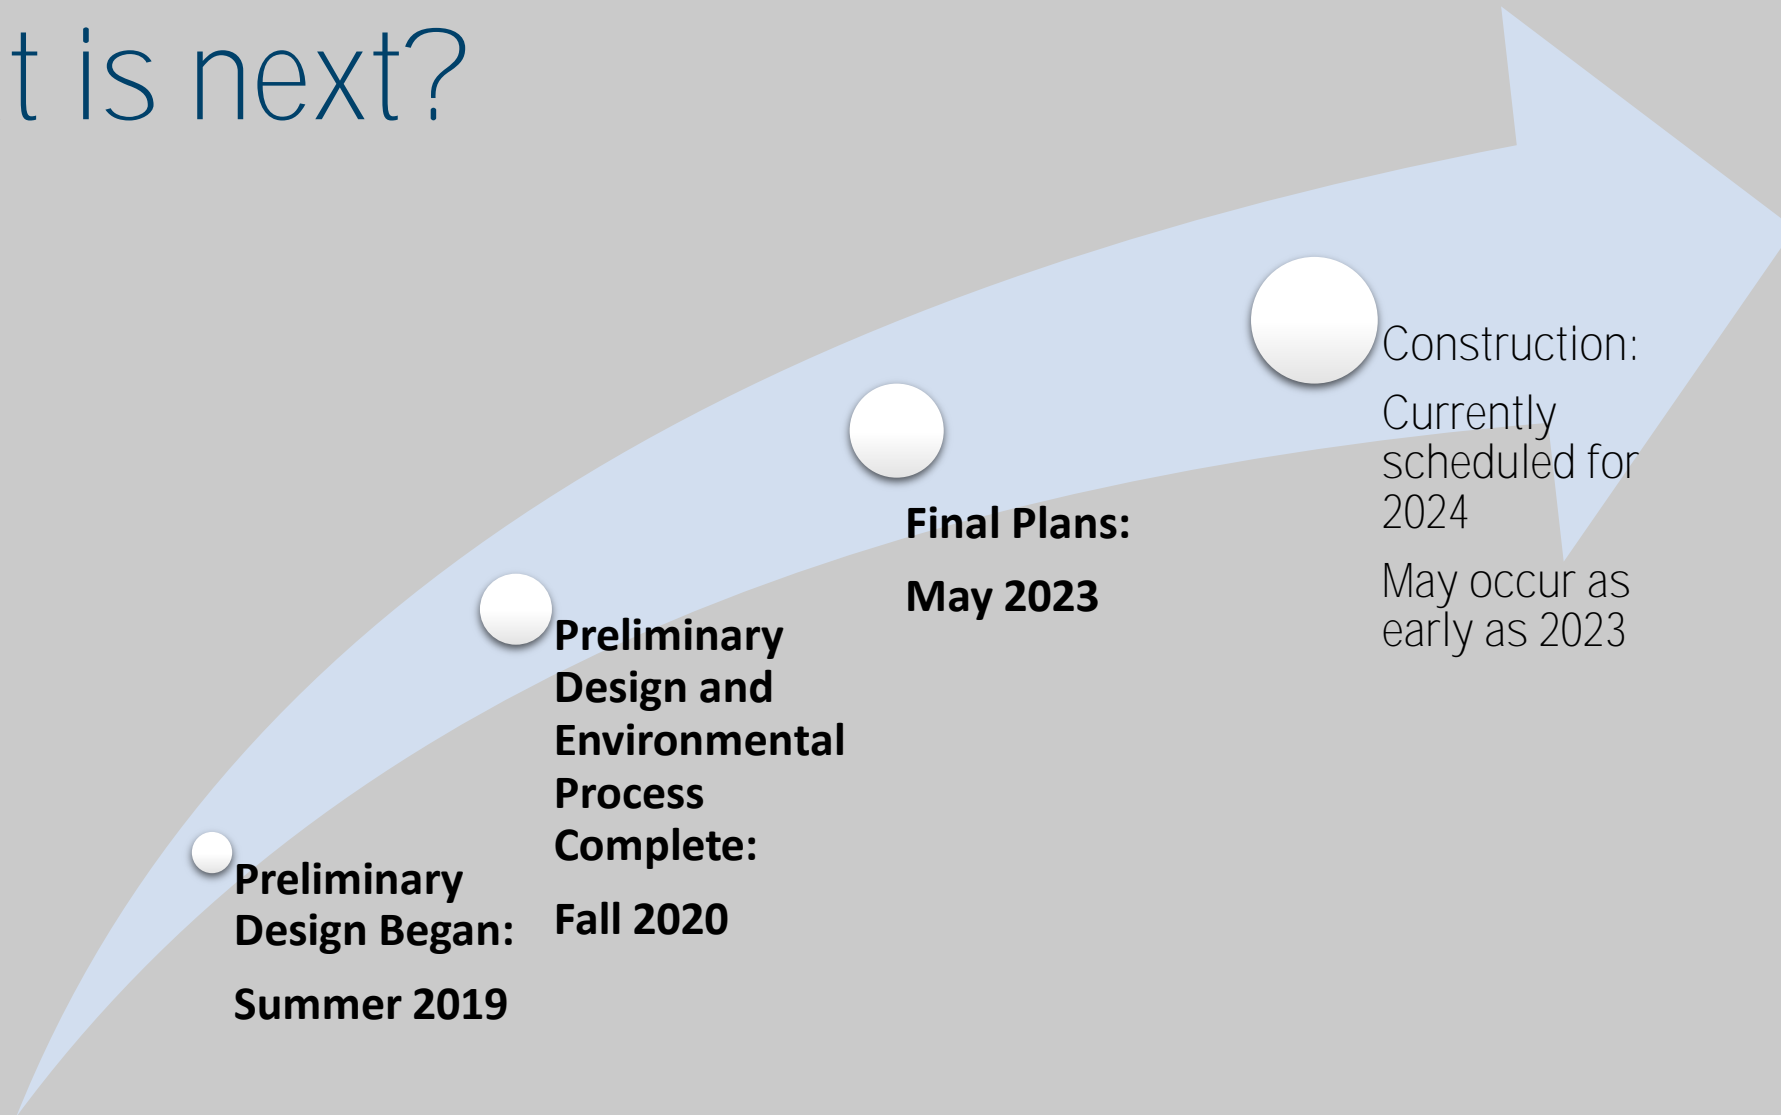 t is next?
Preliminary
Design Began:
Summer 2019
Preliminary
Design and
Environmental
Process
Complete:
Fall 2020
Final Plans:
May 2023
Construction:
Currently
scheduled for
2024
May occur as
early as 2023